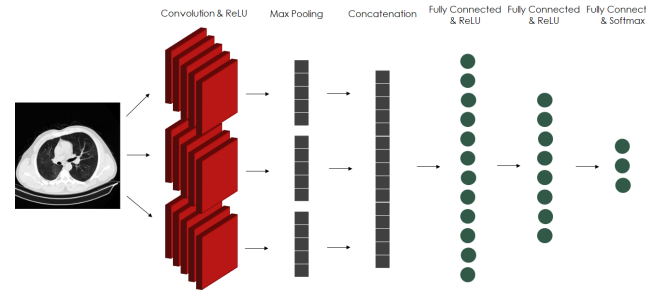 Convolution & ReLU
Max Pooling
Concatenation
Fully Connected
& ReLU
Fully Connected
& ReLU
Fully Connect
& Softmax